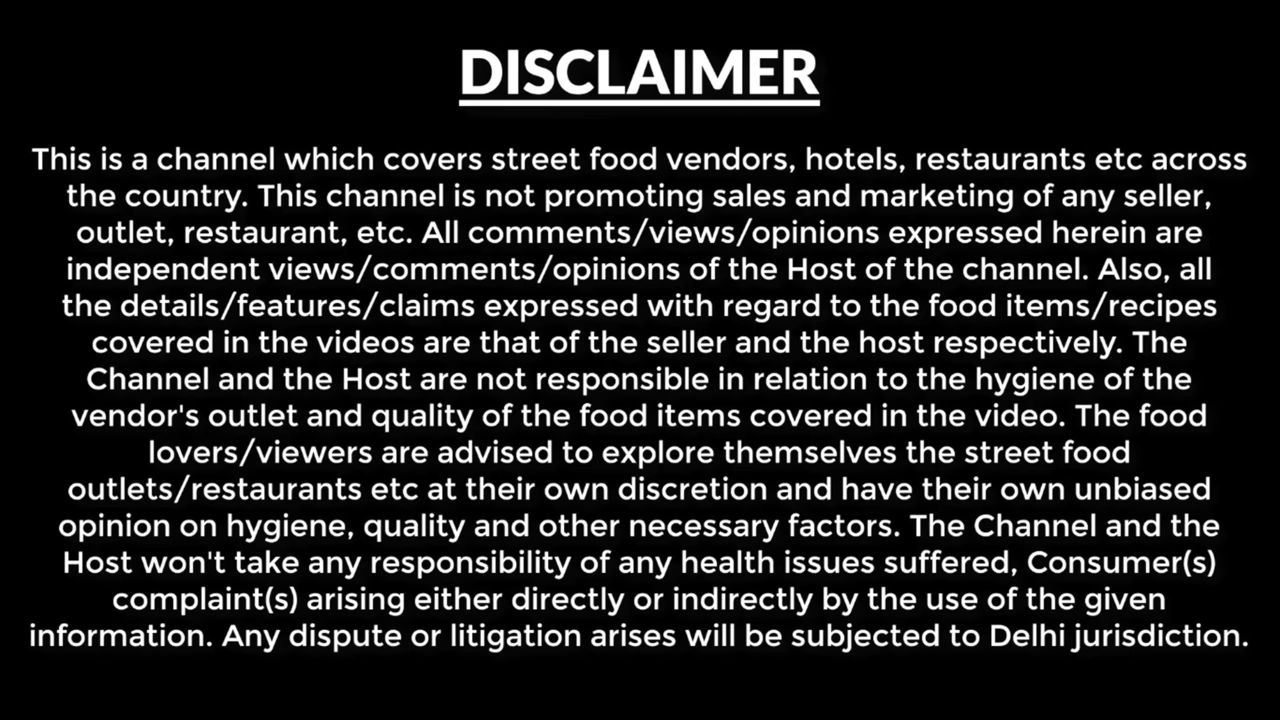 DISCLAIMER
This is a channel which covers street food vendors, hotels, restaurants etc across
the country. This channel is not promoting sales and marketing of any seller,
outlet, restaurant, etc. All comments/views/opinions expressed herein are
independent views/comments/opinions of the Host of the channel. Also, all
the details/features/claims expressed with regard to the food items/recipes
covered in the videos are that of the seller and the host respectively. The
Channel and the Host are not responsible in relation to the hygiene of the
vendor's outlet and quality of the food items covered in the video. The food
lovers/viewers are advised to explore themselves the street food
outlets/restaurants etc at their own discretion and have their own unbiased
opinion on hygiene, quality and other necessary factors. The Channel and the
Host won't take any responsibility of any health issues suffered, Consumer(s)
complaint(s) arising either directly or indirectly by the use of the given
information. Any dispute or litigation arises will be subjected to Delhi jurisdiction.